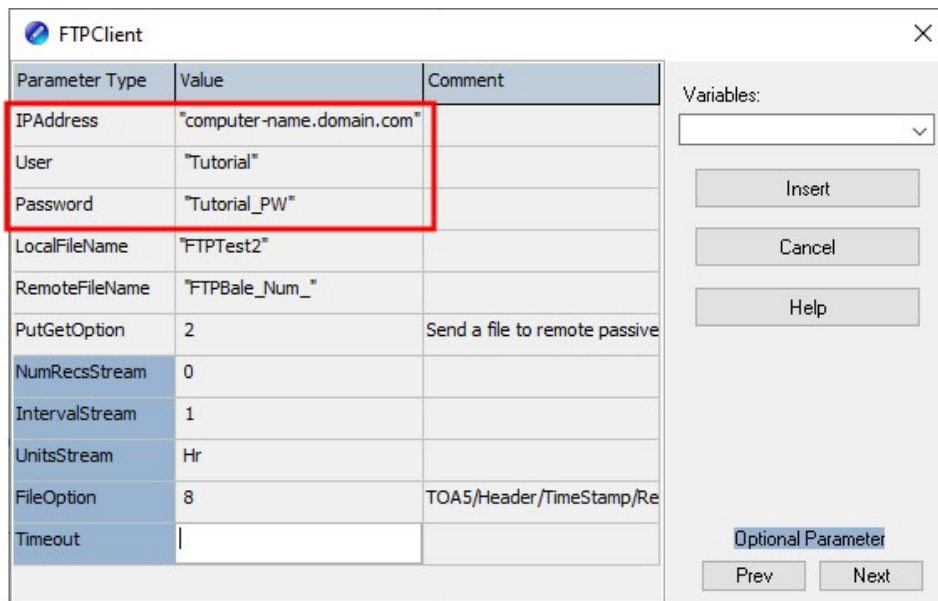 FTPClient
Parameter Type Value Comment
IPAddress "computer-name.domain.com"
User "Tutorial"
Password "Tutorial_PW"
LocalFileName "FTPTest2"
RemoteFileName "FTPBale_Num_"
PutGetOption 2 Send a file to remote passive
NumRecsStream 0
IntervalStream 1
UnitsStream Hr
FileOption 8 TOA5/Header/TimeStamp/Re
Timeout
Variables:
Insert
Cancel
Help
Optional Parameter
Prev Next